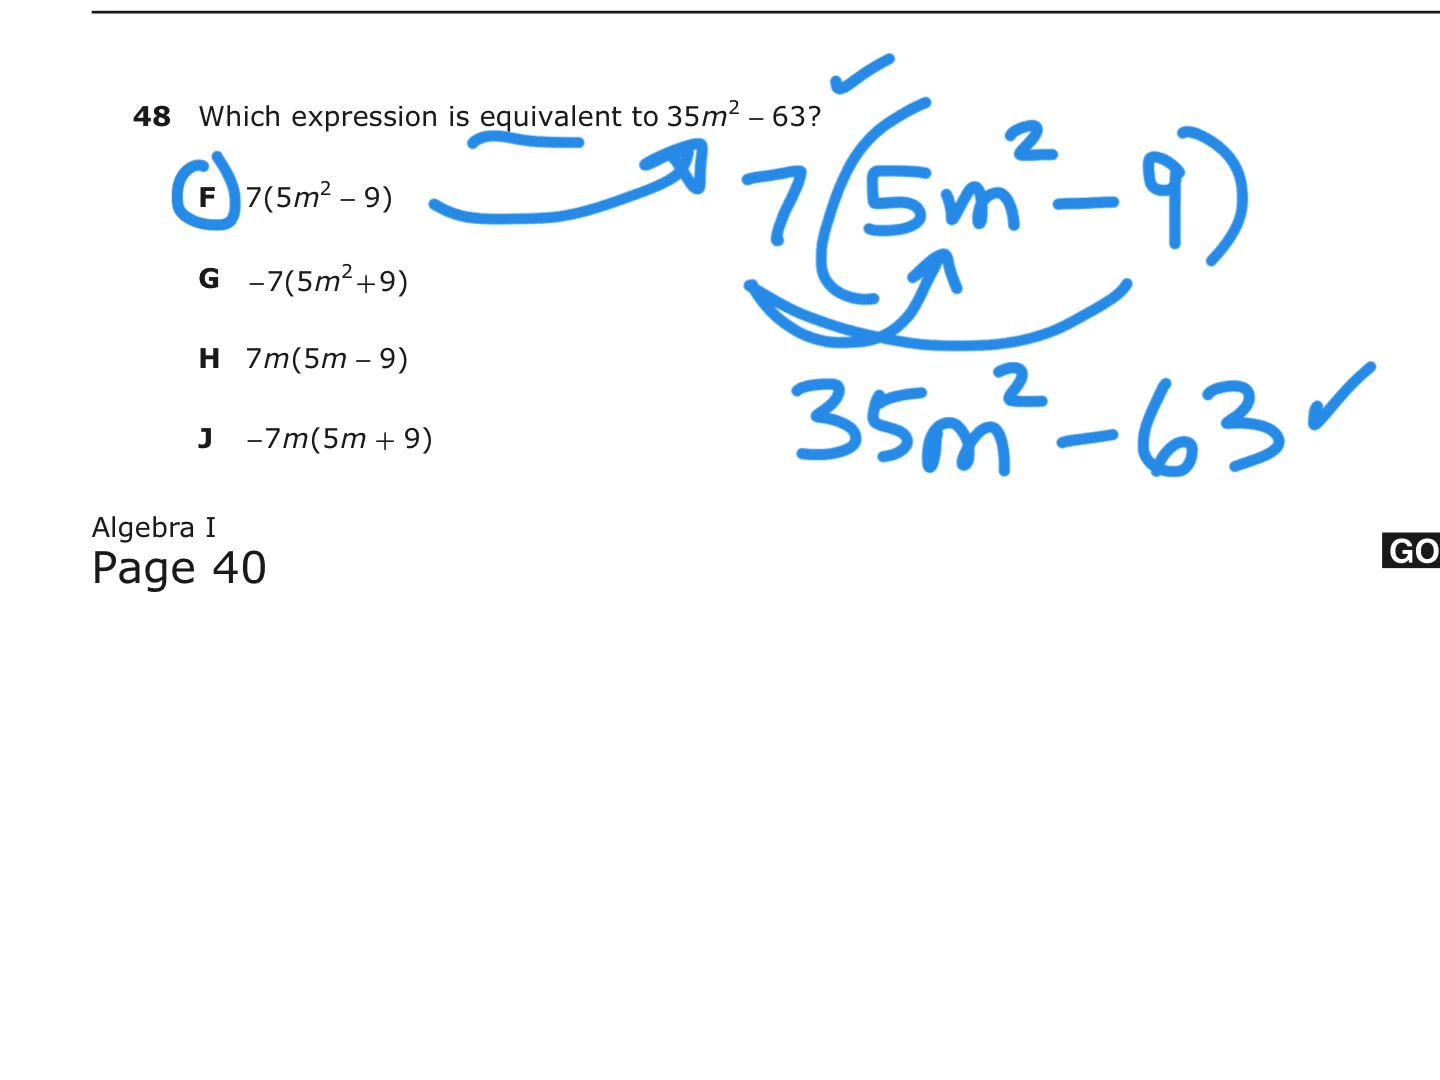 48 Which expression is equivalent to 35m² – 63?
F 7(5m² – 9)
7(5m² – 9)
G –7(5m²+9)
H 7m(5m – 9)
35m² – 63
J –7m(5m + 9)
Algebra I
Page 40
GO